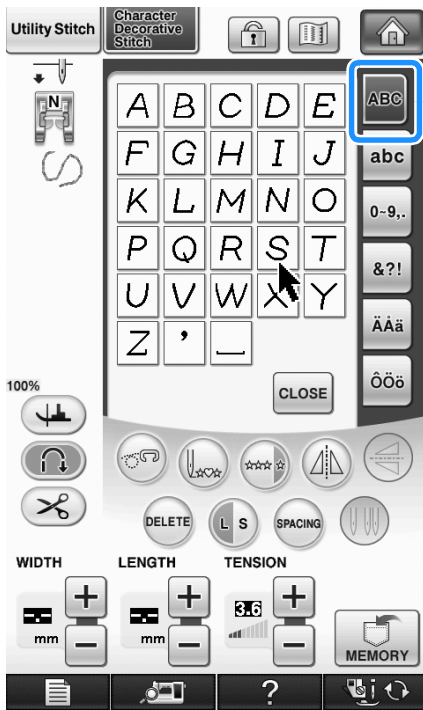 Utility Stitch
Character
Decorative
Stitch
N
A B C D E
F G H I J
K L M N O
P Q R S T
U V W X Y
Z ’ _
ABC
abc
0~9,.
&?!
ÄÅä
ÔÖö
100%
CLOSE
DELETE
L S
SPACING
WIDTH
LENGTH
TENSION
+ + +
3.6
mm mm
– – –
MEMORY
?